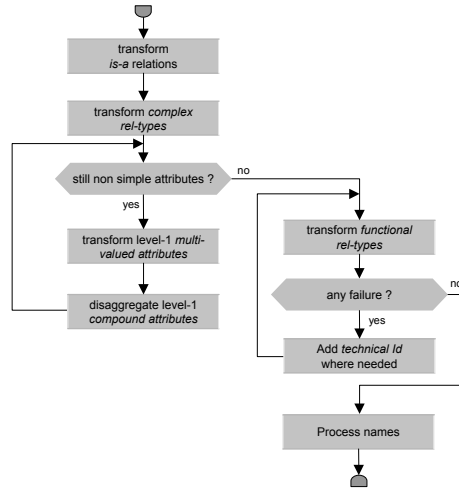 transform
is-a relations
transform complex
rel-types
still non simple attributes ?
no
yes
transform level-1 multi-
valued attributes
disaggregate level-1
compound attributes
transform functional
rel-types
any failure ?
no
yes
Add technical Id
where needed
Process names